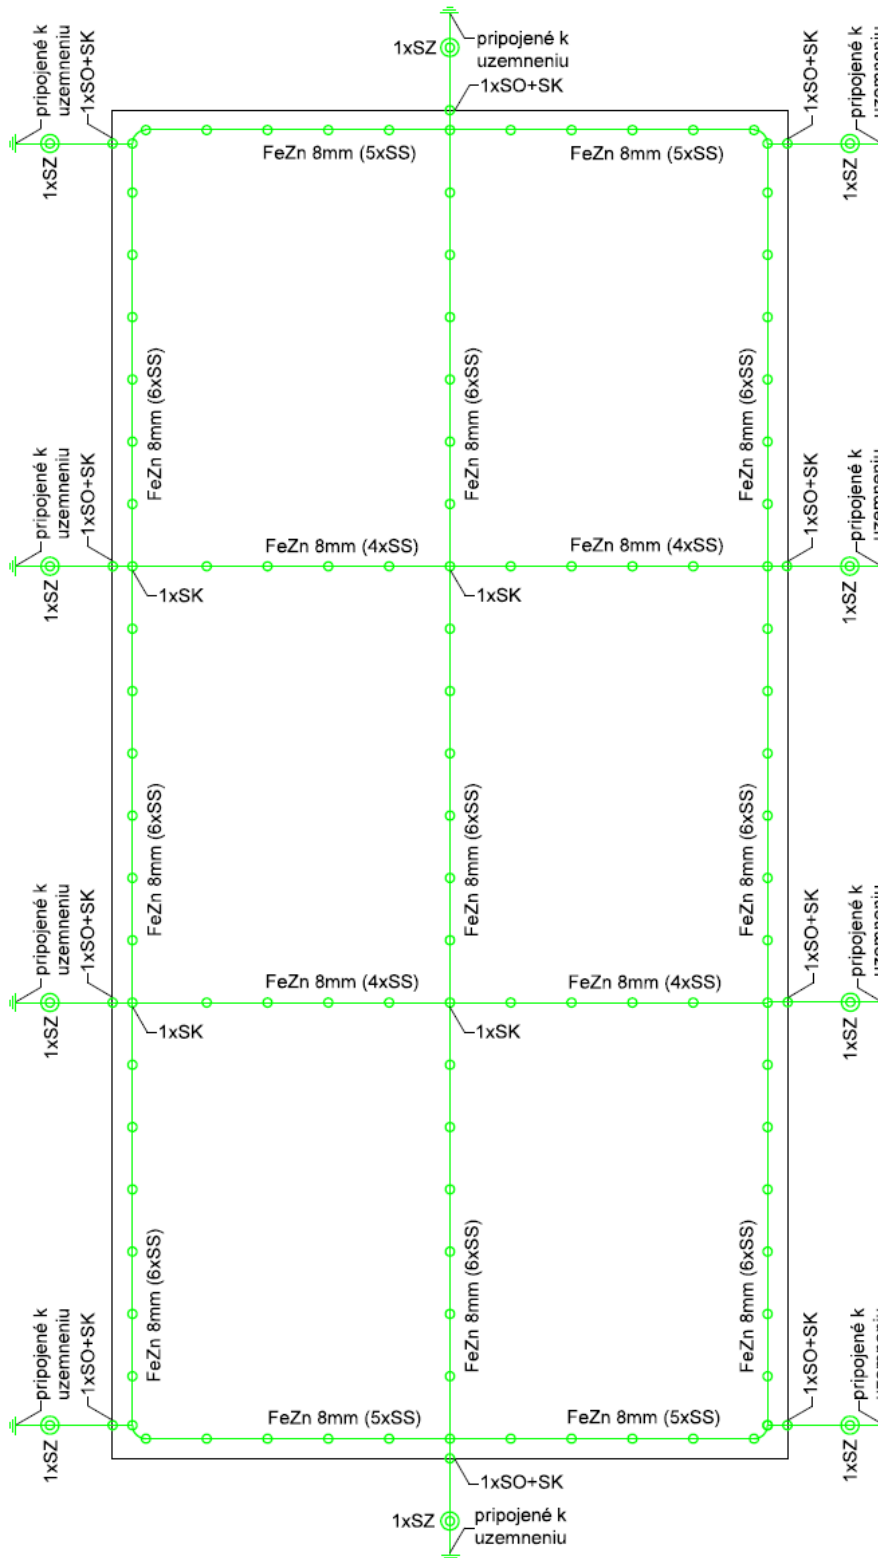 pripojené k
uzemneniu
1xSZ
1xSO+SK
pripojené k
uzemneniu
1xSO+SK
1xSZ
1xSO+SK
pripojené k
uzemneniu
1xSZ
FeZn 8mm (5xSS)
FeZn 8mm (5xSS)
FeZn 8mm (6xSS)
FeZn 8mm (6xSS)
FeZn 8mm (6xSS)
pripojené k
uzemneniu
1xSO+SK
1xSZ
1xSO+SK
pripojené k
uzemneniu
1xSZ
FeZn 8mm (4xSS)
FeZn 8mm (4xSS)
1xSK
1xSK
FeZn 8mm (6xSS)
FeZn 8mm (6xSS)
FeZn 8mm (6xSS)
pripojené k
uzemneniu
1xSO+SK
1xSZ
1xSO+SK
pripojené k
uzemneniu
1xSZ
FeZn 8mm (4xSS)
FeZn 8mm (4xSS)
1xSK
1xSK
FeZn 8mm (6xSS)
FeZn 8mm (6xSS)
FeZn 8mm (6xSS)
pripojené k
uzemneniu
1xSO+SK
1xSZ
1xSO+SK
pripojené k
uzemneniu
1xSZ
FeZn 8mm (5xSS)
FeZn 8mm (5xSS)
1xSO+SK
1xSZ
pripojené k
uzemneniu